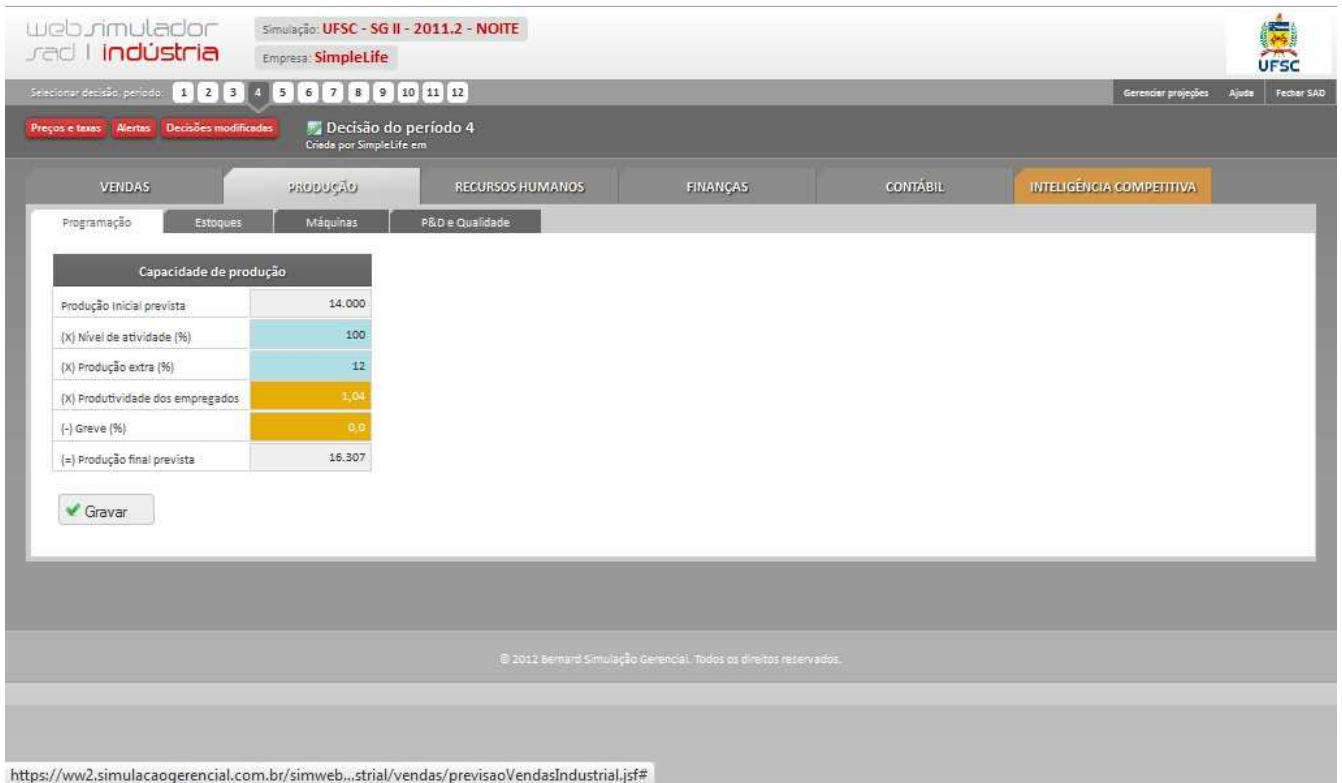 web simulador
sad | indústria
Simulação: UFSC - SG II - 2011.2 - NOITE
Empresa: SimpleLife
UFSC
Selecionar decisão, período: 1 2 3 4 5 6 7 8 9 10 11 12
Gerenciar projeções Ajuda Fechar SAD
Preços e taxas Alertas Decisões modificadas
Decisão do período 4
Criada por SimpleLife em
VENDAS PRODUÇÃO RECURSOS HUMANOS FINANÇAS CONTÁBIL INTELIGÊNCIA COMPETITIVA
Programação Estoques Máquinas P&D e Qualidade
Capacidade de produção
Produção Inicial prevista 14.000
(X) Nível de atividade (%) 100
(X) Produção extra (%) 12
(X) Produtividade dos empregados 1,04
(-) Greve (%) 0,0
(=) Produção final prevista 16.307
Gravar
© 2012 Bernard Simulação Gerencial. Todos os direitos reservados.
https://ww2.simulacaogerencial.com.br/simweb...strial/vendas/previsaoVendasIndustrial.jsf#